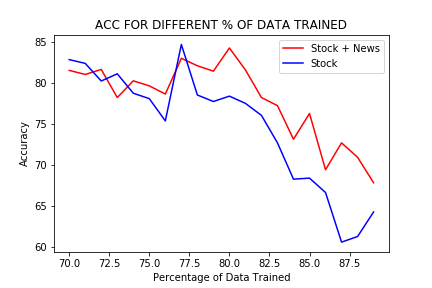 ACC FOR DIFFERENT % OF DATA TRAINED
85
80
75
70
65
60
Accuracy
Stock + News
Stock
70.0 72.5 75.0 77.5 80.0 82.5 85.0 87.5
Percentage of Data Trained